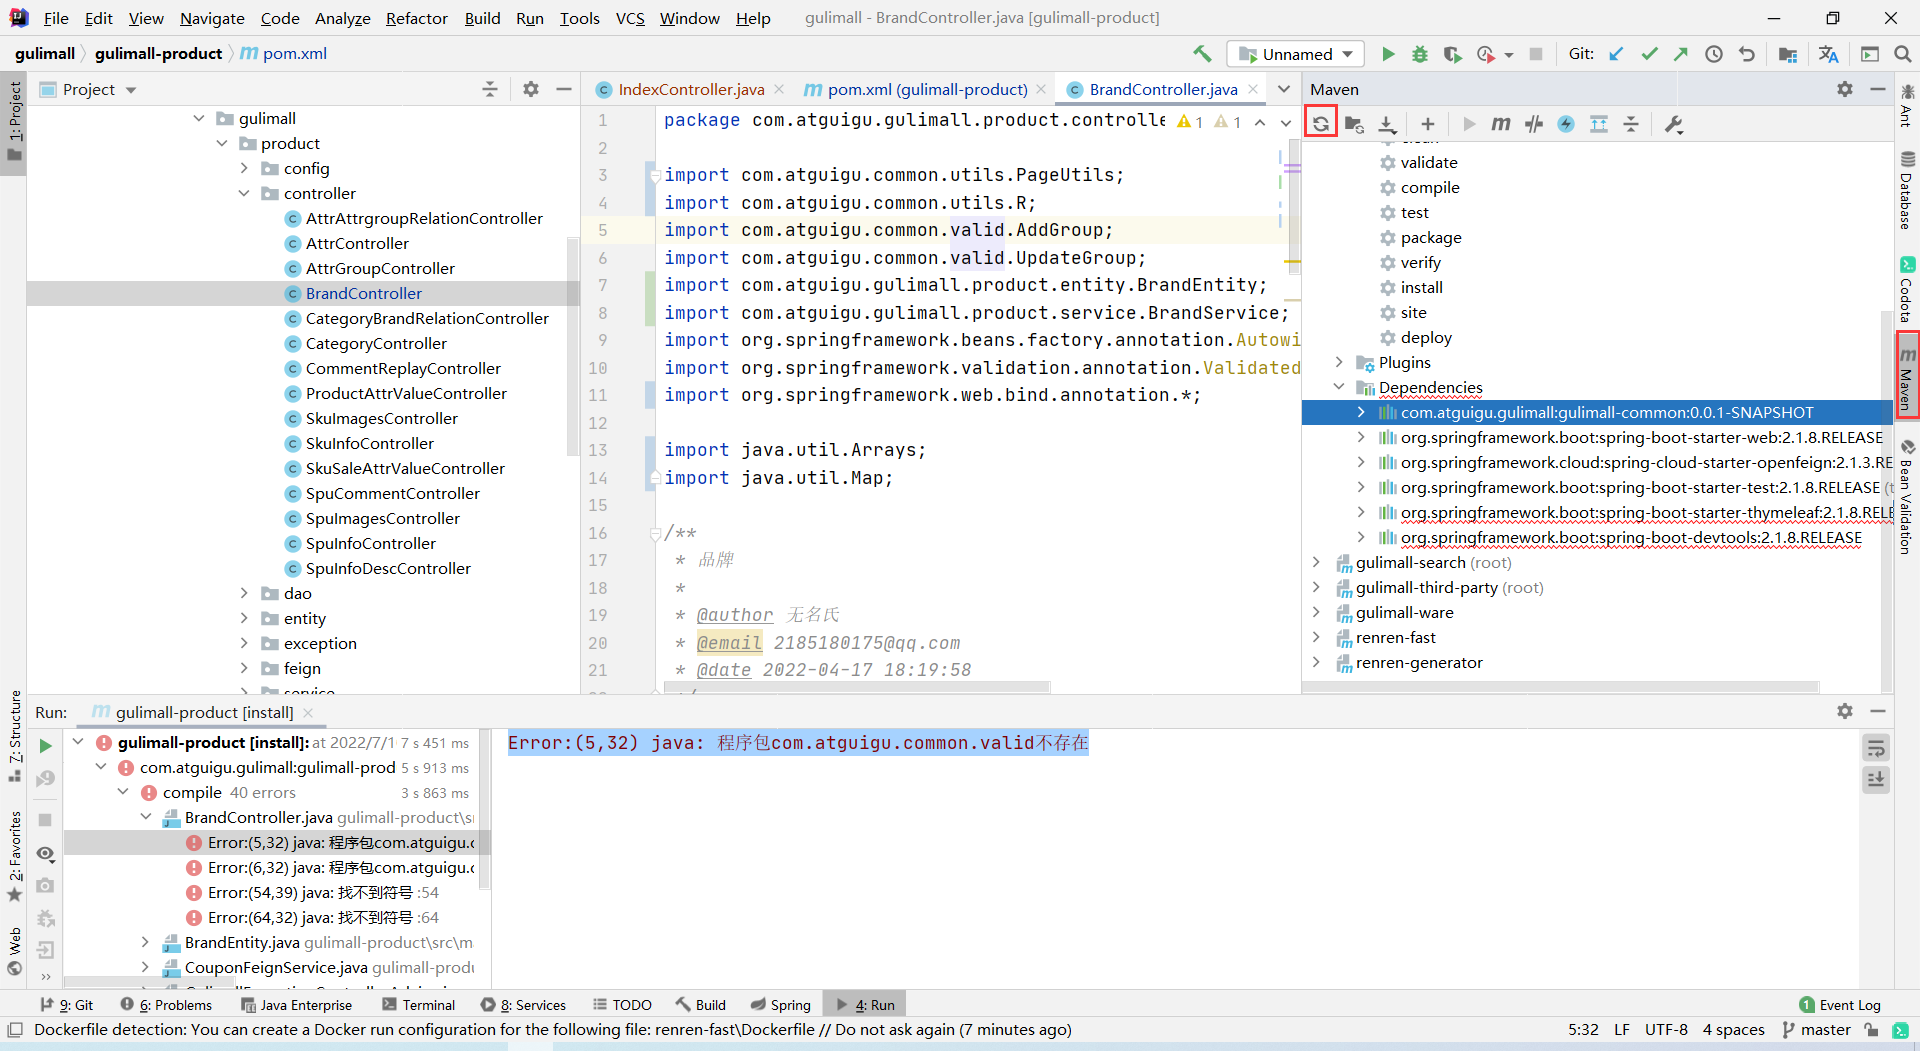 File Edit View Navigate Code Analyze Refactor Build Run Tools VCS Window Help gulimall - BrandController.java [gulimall-product]
gulimall gulimall-product m pom.xml
Unnamed
Git:
1: Project
Project
gulimall
product
config
controller
AttrAttrgroupRelationController
AttrController
AttrGroupController
BrandController
CategoryBrandRelationController
CategoryController
CommentReplayController
ProductAttrValueController
SkuImagesController
SkuInfoController
SkuSaleAttrValueController
SpuCommentController
SpuImagesController
SpuInfoController
SpuInfoDescController
dao
entity
exception
feign
service
IndexController.java pom.xml (gulimall-product) BrandController.java
1 1
1 package com.atguigu.gulimall.product.controlle
2
3 import com.atguigu.common.utils.PageUtils;
4 import com.atguigu.common.utils.R;
5 import com.atguigu.common.valid.AddGroup;
6 import com.atguigu.common.valid.UpdateGroup;
7 import com.atguigu.gulimall.product.entity.BrandEntity;
8 import com.atguigu.gulimall.product.service.BrandService;
9 import org.springframework.beans.factory.annotation.Autowi
10 import org.springframework.validation.annotation.Validated
11 import org.springframework.web.bind.annotation.*;
12
13 import java.util.Arrays;
14 import java.util.Map;
15
16 /**
17 * 品牌
18 *
19 * @author 无名氏
20 * @email 2185180175@qq.com
21 * @date 2022-04-17 18:19:58
Maven
validate
compile
test
package
verify
install
site
deploy
Plugins
Dependencies
com.atguigu.gulimall:gulimall-common:0.0.1-SNAPSHOT
org.springframework.boot:spring-boot-starter-web:2.1.8.RELEASE
org.springframework.cloud:spring-cloud-starter-openfeign:2.1.3.RE
org.springframework.boot:spring-boot-starter-test:2.1.8.RELEASE (t
org.springframework.boot:spring-boot-starter-thymeleaf:2.1.8.RELE
org.springframework.boot:spring-boot-devtools:2.1.8.RELEASE
gulimall-search (root)
gulimall-third-party (root)
gulimall-ware
renren-fast
renren-generator
Ant
Database
Codota
Maven
Bean Validation
7: Structure
2: Favorites
Web
Run: gulimall-product [install]
gulimall-product [install]: at 2022/7/1 7 s 451 ms
com.atguigu.gulimall:gulimall-prod 5 s 913 ms
compile 40 errors 3 s 863 ms
BrandController.java gulimall-product\s
Error:(5,32) java: 程序包com.atguigu.c
Error:(6,32) java: 程序包com.atguigu.c
Error:(54,39) java: 找不到符号 :54
Error:(64,32) java: 找不到符号 :64
BrandEntity.java gulimall-product\src\m
CouponFeignService.java gulimall-produ
Error:(5,32) java: 程序包com.atguigu.common.valid不存在
9: Git 6: Problems Java Enterprise Terminal 8: Services TODO Build Spring 4: Run 1 Event Log
Dockerfile detection: You can create a Docker run configuration for the following file: renren-fast\Dockerfile // Do not ask again (7 minutes ago) 5:32 LF UTF-8 4 spaces master